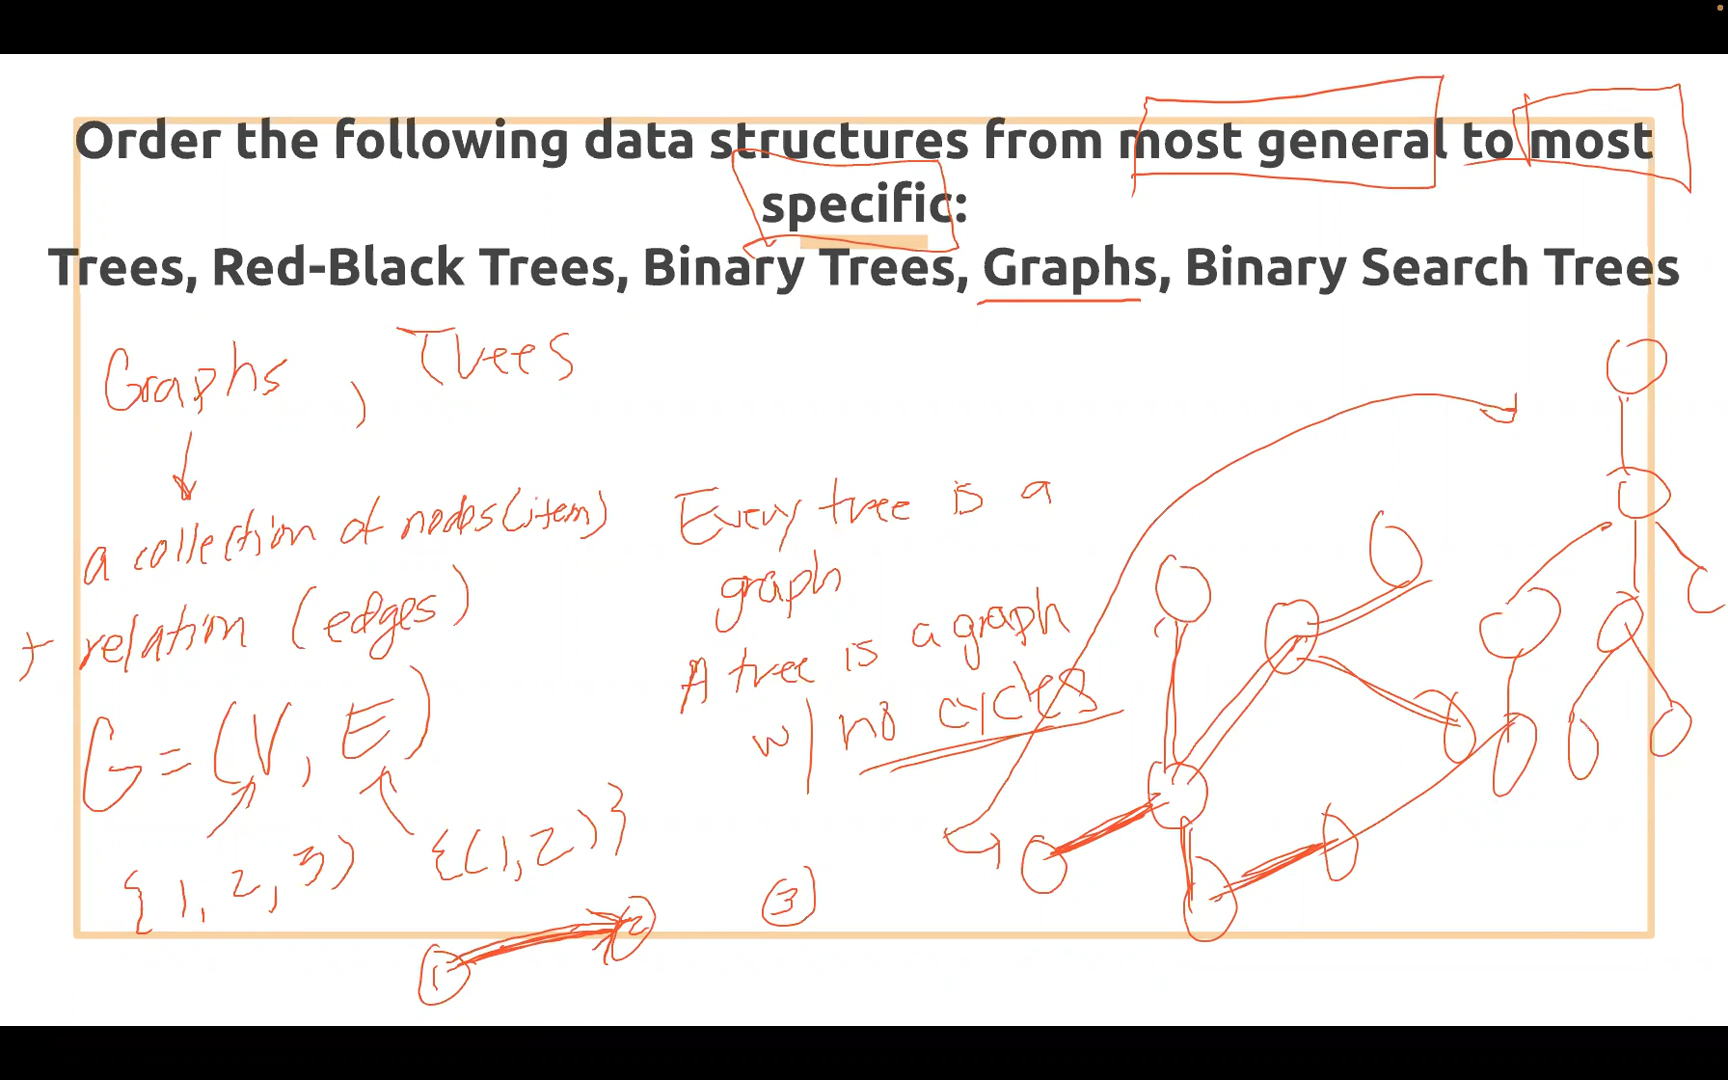 Order the following data structures from most general to most
specific:
Trees, Red-Black Trees, Binary Trees, Graphs, Binary Search Trees
Graphs , Trees
a collection of nodes (item)
+ relation (edges)
G = (V, E)
{1, 2, 3} {(1,2)}
1 2 3
Every tree is a
graph
A tree is a graph
w/ no cycles